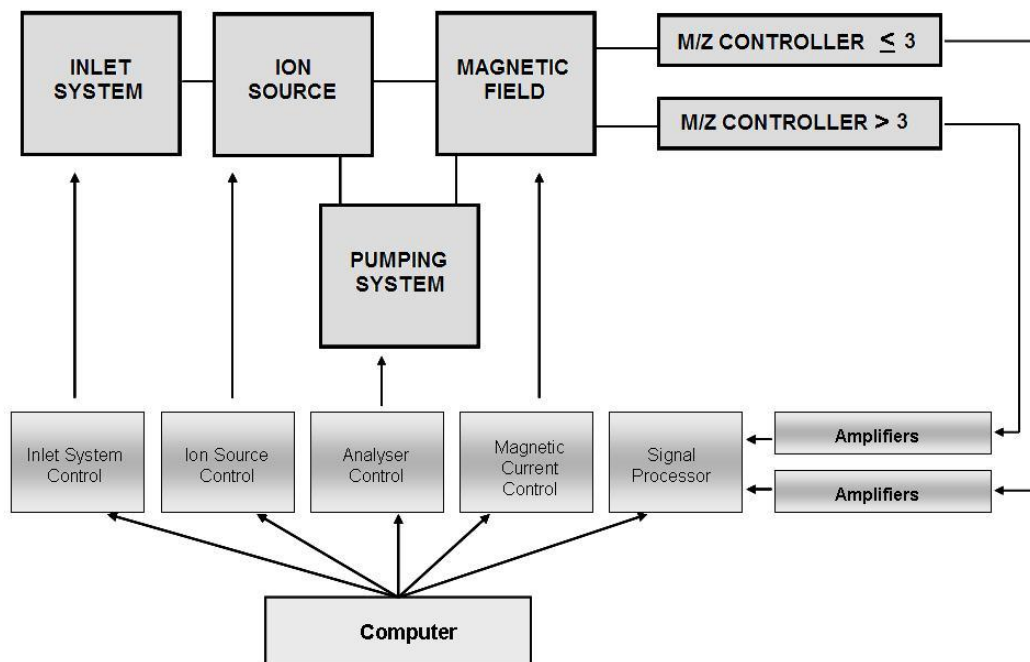 INLET
SYSTEM
ION
SOURCE
MAGNETIC
FIELD
M/Z CONTROLLER ≤ 3
M/Z CONTROLLER > 3
PUMPING
SYSTEM
Inlet System
Control
Ion Source
Control
Analyser
Control
Magnetic
Current
Control
Signal
Processor
Amplifiers
Amplifiers
Computer